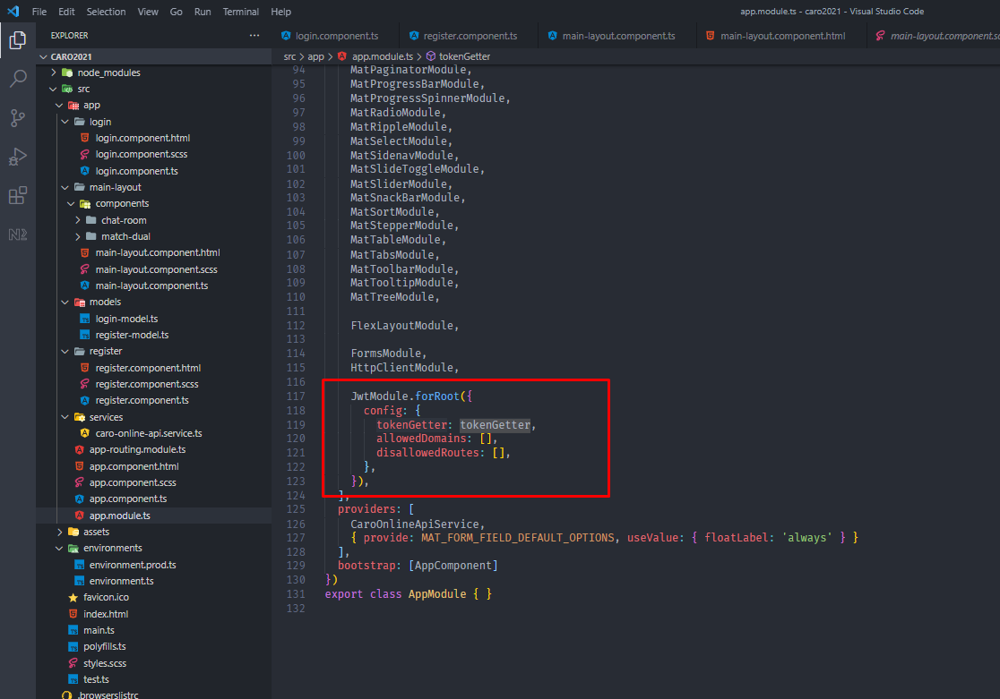 File Edit Selection View Go Run Terminal Help app.module.ts - caro2021 - Visual Studio Code
EXPLORER ···
login.component.ts register.component.ts main-layout.component.ts main-layout.component.html main-layout.component.sc
CARO2021
src > app > app.module.ts > tokenGetter
node_modules
src
app
login
login.component.html
login.component.scss
login.component.ts
main-layout
components
chat-room
match-dual
main-layout.component.html
main-layout.component.scss
main-layout.component.ts
models
login-model.ts
register-model.ts
register
register.component.html
register.component.scss
register.component.ts
services
caro-online-api.service.ts
app-routing.module.ts
app.component.html
app.component.scss
app.component.ts
app.module.ts
assets
environments
environment.prod.ts
environment.ts
favicon.ico
index.html
main.ts
polyfills.ts
styles.scss
test.ts
.browserslistrc
94 MatPaginatorModule,
95 MatProgressBarModule,
96 MatProgressSpinnerModule,
97 MatRadioModule,
98 MatRippleModule,
99 MatSelectModule,
100 MatSidenavModule,
101 MatSlideToggleModule,
102 MatSliderModule,
103 MatSnackBarModule,
104 MatSortModule,
105 MatStepperModule,
106 MatTableModule,
107 MatTabsModule,
108 MatToolbarModule,
109 MatTooltipModule,
110 MatTreeModule,
111
112 FlexLayoutModule,
113
114 FormsModule,
115 HttpClientModule,
116
117 JwtModule.forRoot({
118 config: {
119 tokenGetter: tokenGetter,
120 allowedDomains: [],
121 disallowedRoutes: [],
122 },
123 }),
124 ],
125 providers: [
126 CaroOnlineApiService,
127 { provide: MAT_FORM_FIELD_DEFAULT_OPTIONS, useValue: { floatLabel: 'always' } }
128 ],
129 bootstrap: [AppComponent]
130 })
131 export class AppModule { }
132